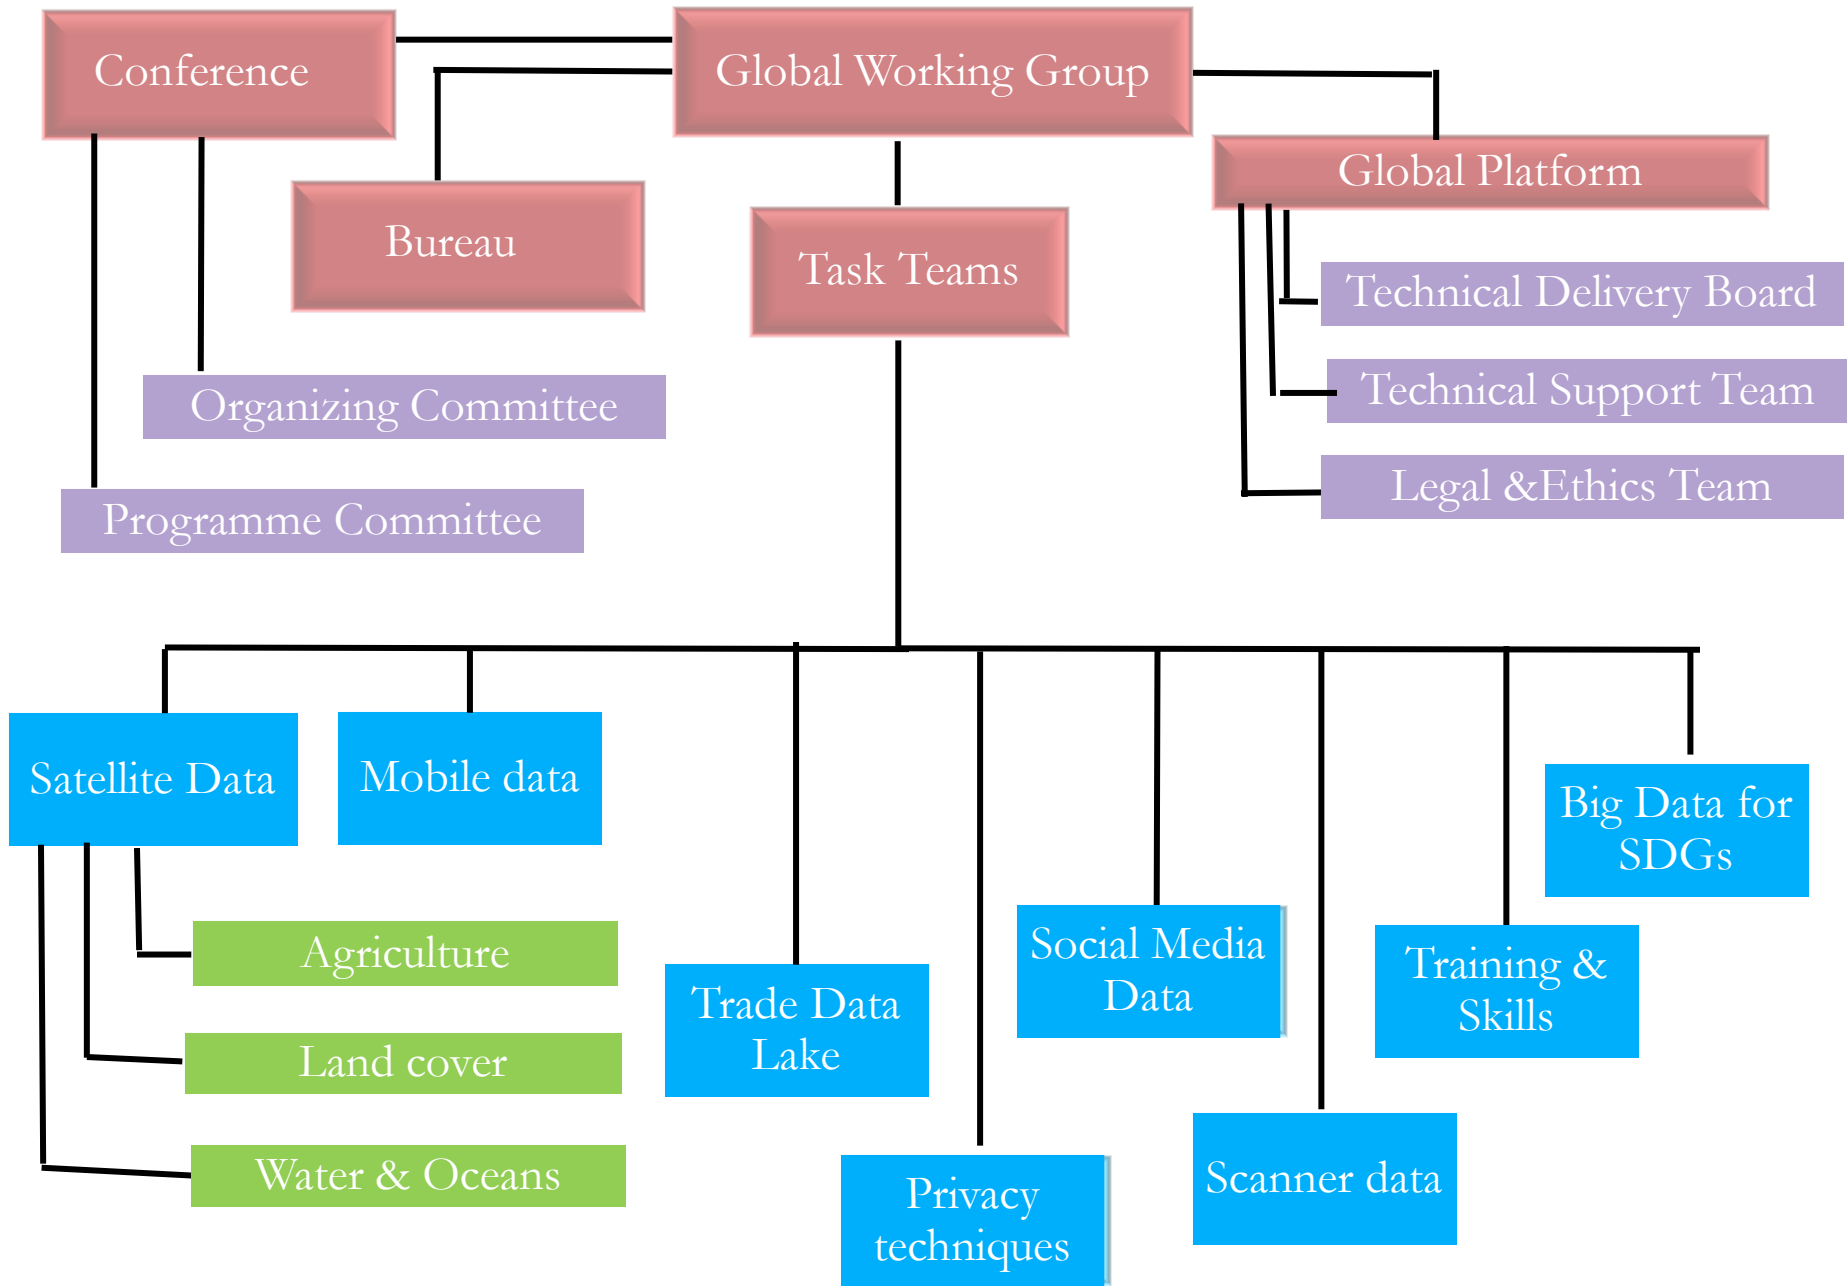 Conference
Global Working Group
Global Platform
Bureau
Task Teams
Technical Delivery Board
Technical Support Team
Legal &Ethics Team
Organizing Committee
Programme Committee
Satellite Data
Mobile data
Big Data for
SDGs
Agriculture
Land cover
Water & Oceans
Trade Data
Lake
Social Media
Data
Training &
Skills
Privacy
techniques
Scanner data